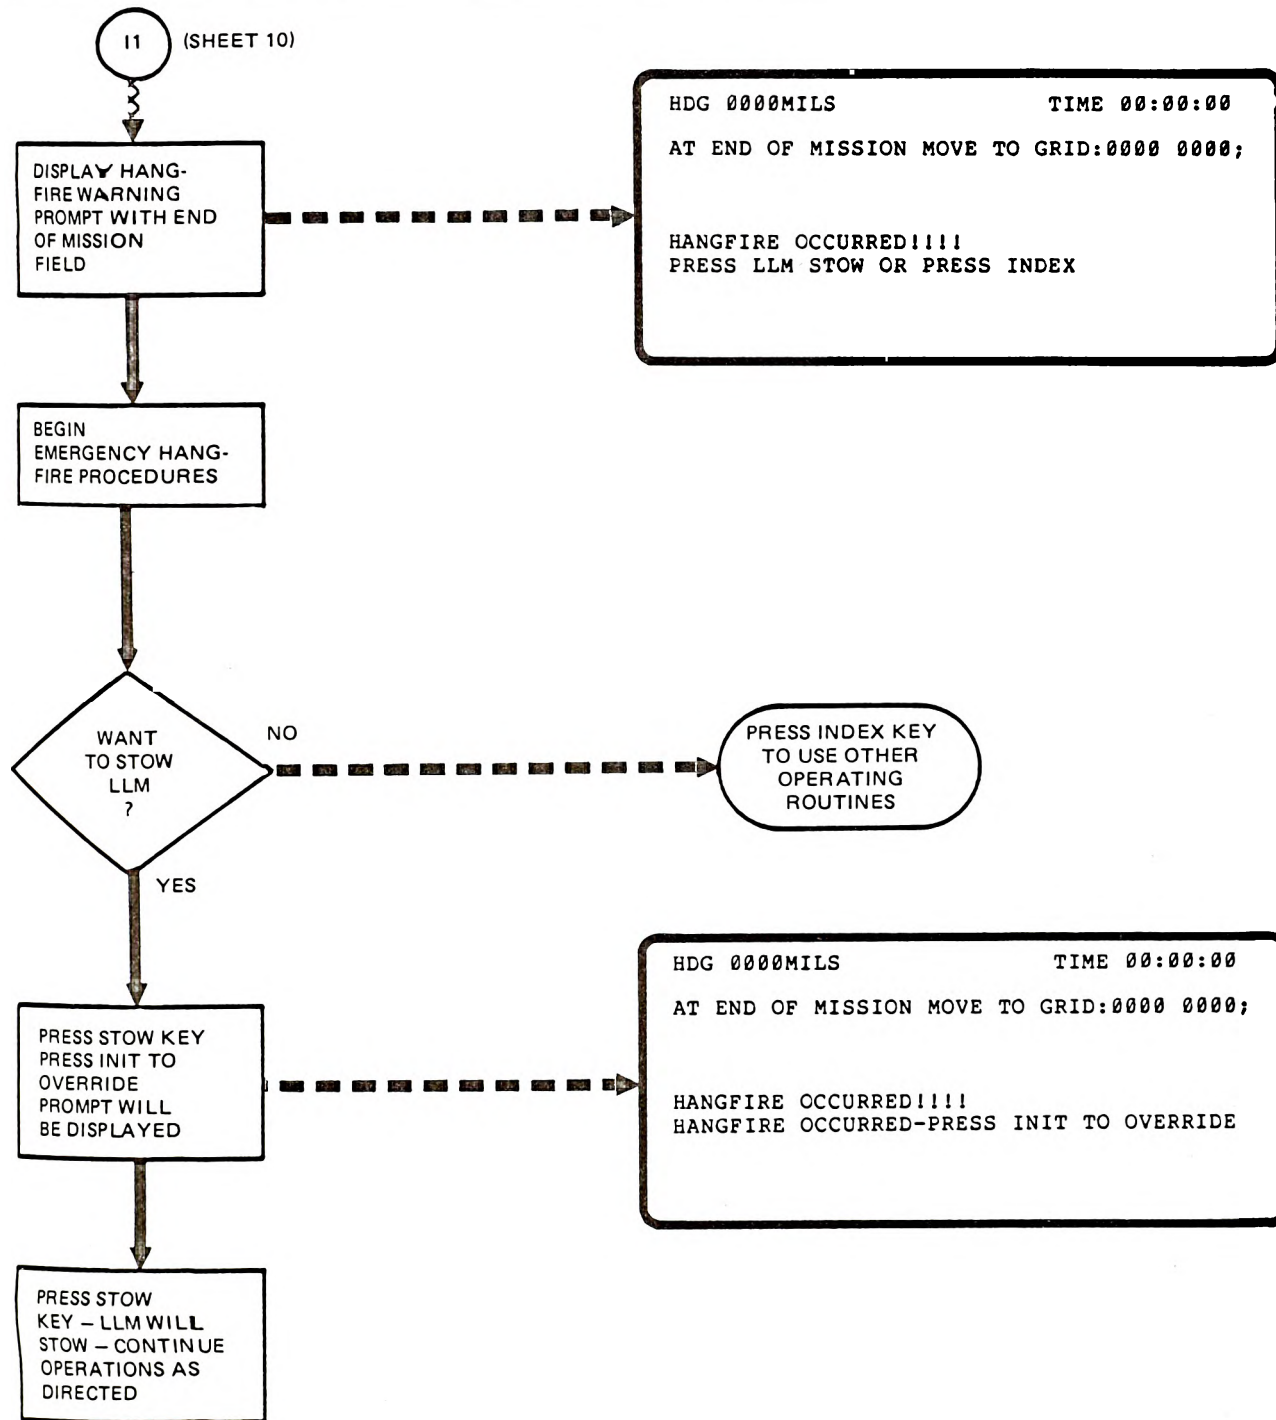 I1 (SHEET 10)
DISPLAY HANG-
FIRE WARNING
PROMPT WITH END
OF MISSION
FIELD
HDG 0000MILS TIME 00:00:00
AT END OF MISSION MOVE TO GRID:0000 0000;
HANGFIRE OCCURRED!!!!
PRESS LLM STOW OR PRESS INDEX
BEGIN
EMERGENCY HANG-
FIRE PROCEDURES
WANT
TO STOW
LLM
?
NO
PRESS INDEX KEY
TO USE OTHER
OPERATING
ROUTINES
YES
PRESS STOW KEY
PRESS INIT TO
OVERRIDE
PROMPT WILL
BE DISPLAYED
HDG 0000MILS TIME 00:00:00
AT END OF MISSION MOVE TO GRID:0000 0000;
HANGFIRE OCCURRED!!!!
HANGFIRE OCCURRED-PRESS INIT TO OVERRIDE
PRESS STOW
KEY – LLM WILL
STOW – CONTINUE
OPERATIONS AS
DIRECTED